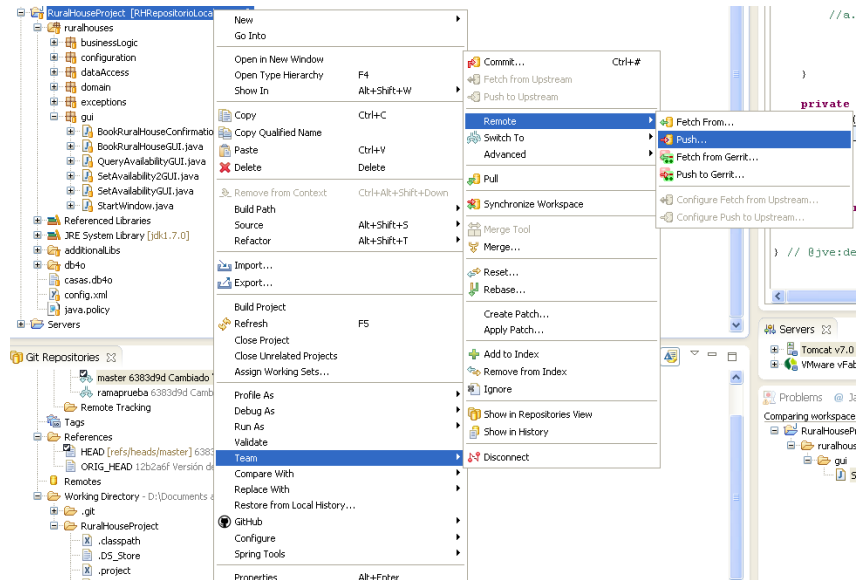 RuralHouseProject [RHRepositorioLoca
ruralhouses
businessLogic
configuration
dataAccess
domain
exceptions
gui
BookRuralHouseConfirmatio
BookRuralHouseGUI.java
QueryAvailabilityGUI.java
SetAvailability2GUI.java
SetAvailabilityGUI.java
StartWindow.java
Referenced Libraries
JRE System Library [jdk1.7.0]
additionalLibs
db4o
casas.db4o
config.xml
java.policy
Servers
Git Repositories
master 6383d9d Cambiado
ramaprueba 6383d9d Camb
Remote Tracking
Tags
References
HEAD [refs/heads/master] 6383
ORIG_HEAD 12b2a6f Versión de
Remotes
Working Directory - D:\Documents a
.git
RuralHouseProject
.classpath
.DS_Store
.project
New
Go Into
Open in New Window
Open Type Hierarchy F4
Show In Alt+Shift+W
Copy Ctrl+C
Copy Qualified Name
Paste Ctrl+V
Delete Delete
Remove from Context Ctrl+Alt+Shift+Down
Build Path
Source Alt+Shift+S
Refactor Alt+Shift+T
Import...
Export...
Build Project
Refresh F5
Close Project
Close Unrelated Projects
Assign Working Sets...
Profile As
Debug As
Run As
Validate
Team
Compare With
Replace With
Restore from Local History...
GitHub
Configure
Spring Tools
Properties Alt+Enter
Commit... Ctrl+#
Fetch from Upstream
Push to Upstream
Remote
Switch To
Advanced
Pull
Synchronize Workspace
Merge Tool
Merge...
Reset...
Rebase...
Create Patch...
Apply Patch...
Add to Index
Remove from Index
Ignore
Show in Repositories View
Show in History
Disconnect
Fetch From...
Push...
Fetch from Gerrit...
Push to Gerrit...
Configure Fetch from Upstream...
Configure Push to Upstream...
//a.
}
private
} // @jve:de
Servers
Tomcat v7.0
VMware vFab
Problems @ Ja
Comparing workspace
RuralHousePr
ruralhous
gui
S